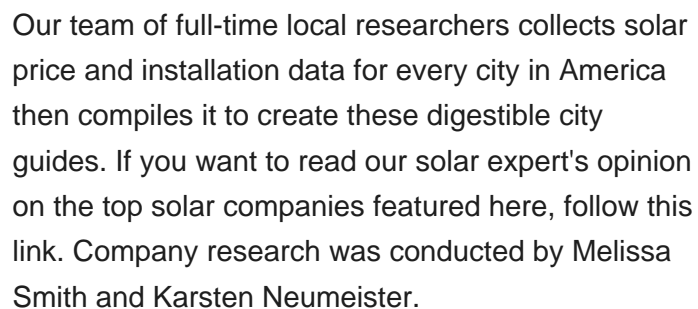 Our team of full-time local researchers collects solar
price and installation data for every city in America
then compiles it to create these digestible city
guides. If you want to read our solar expert's opinion
on the top solar companies featured here, follow this
link. Company research was conducted by Melissa
Smith and Karsten Neumeister.